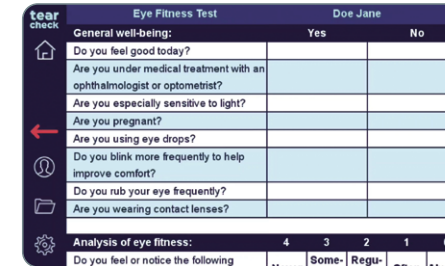 tear
check
Eye Fitness Test Doe Jane
General well-being: Yes No
Do you feel good today?
Are you under medical treatment with an
ophthalmologist or optometrist?
Are you especially sensitive to light?
Are you pregnant?
Are you using eye drops?
Do you blink more frequently to help
improve comfort?
Do you rub your eye frequently?
Are you wearing contact lenses?
Analysis of eye fitness: 4 3 2 1
Do you feel or notice the following
Some- Regu-